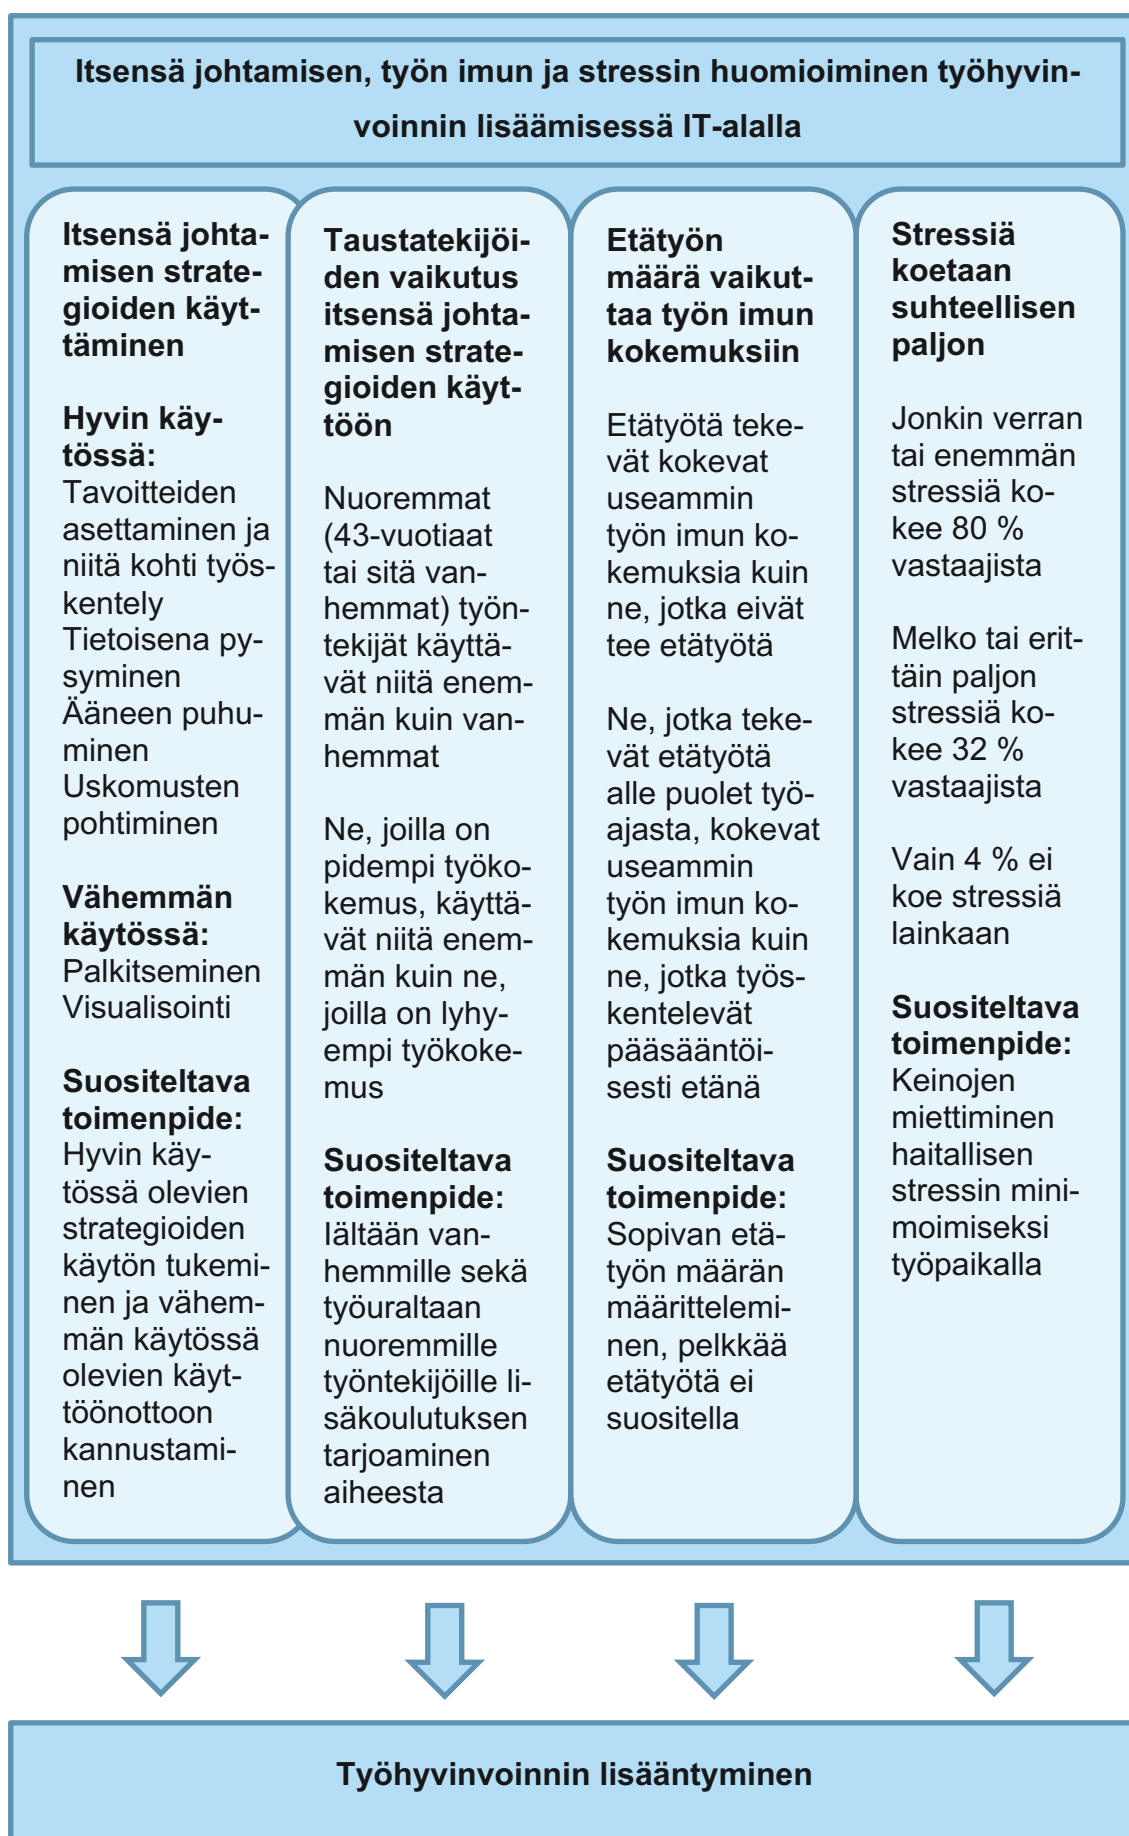 Itsensä johtamisen, työn imun ja stressin huomioiminen työhyvin-
voinnin lisäämisessä IT-alalla
Itsensä johta-
misen strate-
gioiden käyt-
täminen
Hyvin käy-
tössä:
Tavoitteiden
asettaminen ja
niitä kohti työs-
kentely
Tietoisena py-
syminen
Ääneen puhu-
minen
Uskomusten
pohtiminen
Vähemmän
käytössä:
Palkitseminen
Visualisointi
Suositeltava
toimenpide:
Hyvin käy-
tössä olevien
strategioiden
käytön tukemi-
nen ja vähem-
män käytössä
olevien käyt-
töönottoon
kannustami-
nen
Taustatekijöi-
den vaikutus
itsensä johta-
misen strate-
gioiden käyt-
töön
Nuoremmat
(43-vuotiaat
tai sitä van-
hemmat) työn-
tekijät käyttä-
vät niitä enem-
män kuin van-
hemmat
Ne, joilla on
pidempi työko-
kemus, käyttä-
vät niitä enem-
män kuin ne,
joilla on lyhy-
empi työkoke-
mus
Suositeltava
toimenpide:
Iältään van-
hemmille sekä
työuraltaan
nuoremmille
työntekijöille li-
säkoulutuksen
tarjoaminen
aiheesta
Etätyön
määrä vaikut-
taa työn imun
kokemuksiin
Etätyötä teke-
vät kokevat
useammin
työn imun ko-
kemuksia kuin
ne, jotka eivät
tee etätyötä
Ne, jotka teke-
vät etätyötä
alle puolet työ-
ajasta, kokevat
useammin
työn imun ko-
kemuksia kuin
ne, jotka työs-
kentelevät
pääsääntöi-
sesti etänä
Suositeltava
toimenpide:
Sopivan etä-
työn määrän
määrittelemi-
nen, pelkkää
etätyötä ei
suositella
Stressiä
koetaan
suhteellisen
paljon
Jonkin verran
tai enemmän
stressiä ko-
kee 80 %
vastaajista
Melko tai erit-
täin paljon
stressiä ko-
kee 32 %
vastaajista
Vain 4 % ei
koe stressiä
lainkaan
Suositeltava
toimenpide:
Keinojen
miettiminen
haitallisen
stressin mini-
moimiseksi
työpaikalla
Työhyvinvoinnin lisääntyminen